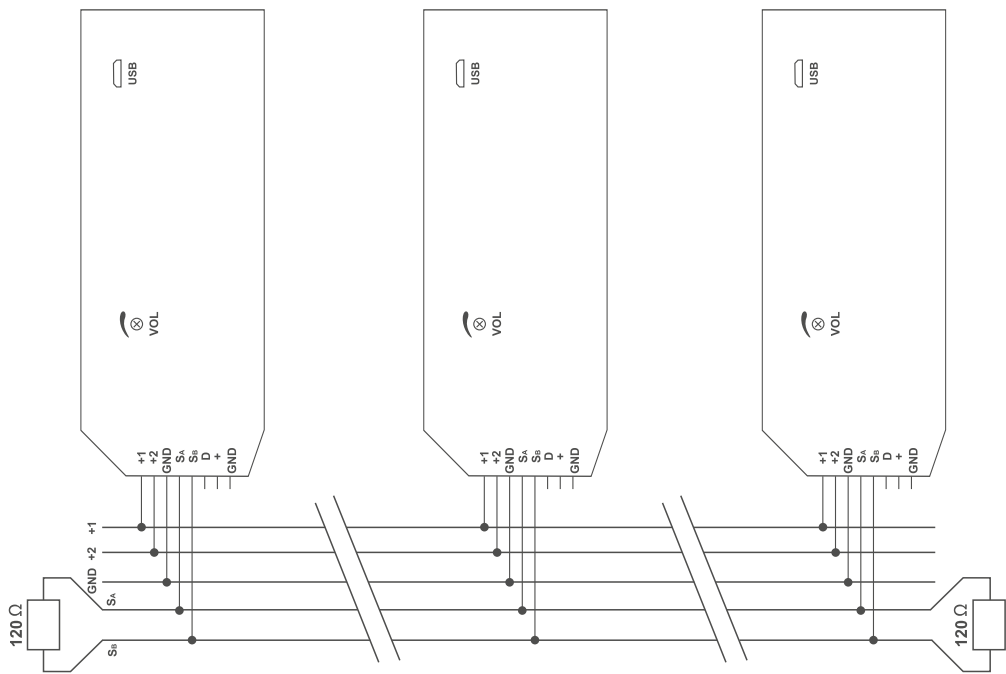 USB
USB
USB
VOL
VOL
VOL
+1
+2
GND
SA
SB
D
+
GND
+1
+2
GND
SA
SB
D
+
GND
+1
+2
GND
SA
SB
D
+
GND
+1
+2
GND
SA
SB
120 Ω
120 Ω